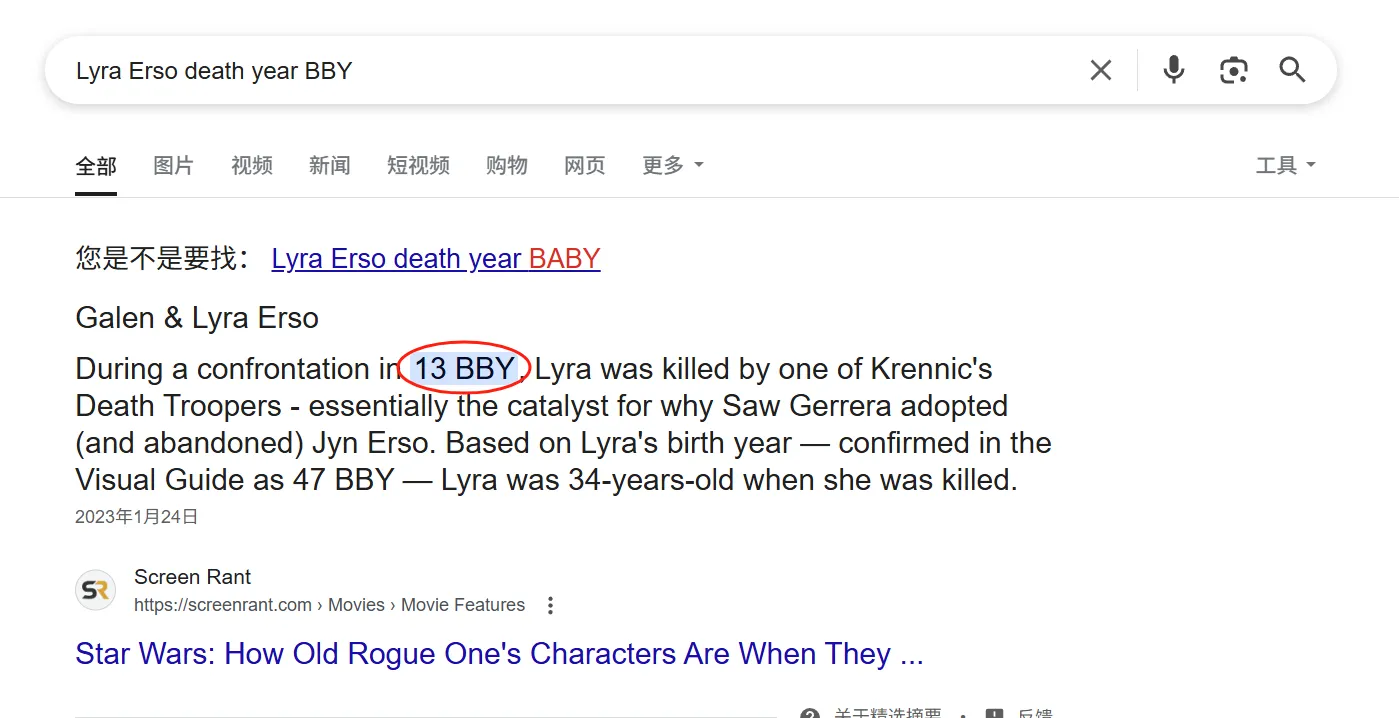 Lyra Erso death year BBY
全部 图片 视频 新闻 短视频 购物 网页 更多 工具
您是不是要找： Lyra Erso death year BABY
Galen & Lyra Erso
During a confrontation in 13 BBY, Lyra was killed by one of Krennic's
Death Troopers - essentially the catalyst for why Saw Gerrera adopted
(and abandoned) Jyn Erso. Based on Lyra's birth year — confirmed in the
Visual Guide as 47 BBY — Lyra was 34-years-old when she was killed.
2023年1月24日
SR
Screen Rant
https://screenrant.com › Movies › Movie Features
Star Wars: How Old Rogue One's Characters Are When They ...
关于精选摘要 · 反馈